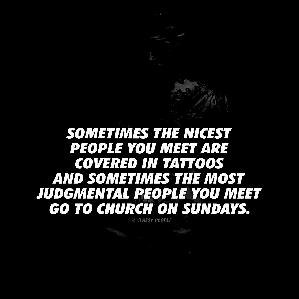 SOMETIMES THE NICEST
PEOPLE YOU MEET ARE
COVERED IN TATTOOS
AND SOMETIMES THE MOST
JUDGMENTAL PEOPLE YOU MEET
GO TO CHURCH ON SUNDAYS.